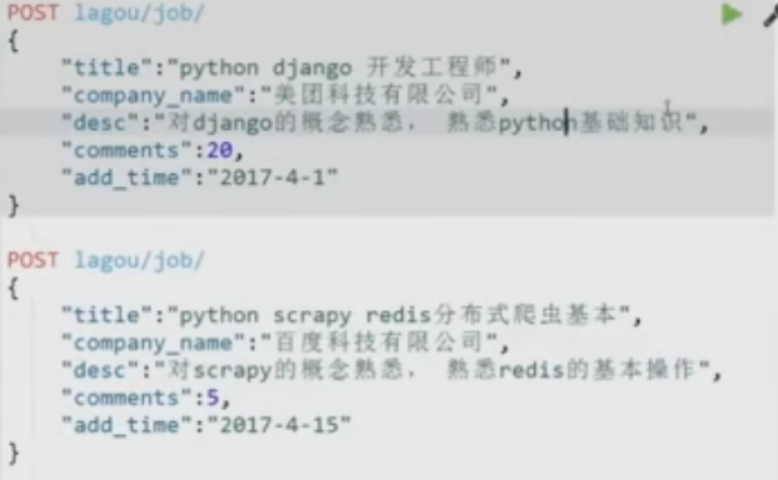 POST lagou/job/
{
"title":"python django 开发工程师",
"company_name":"美团科技有限公司",
"desc":"对django的概念熟悉， 熟悉python基础知识",
"comments":20,
"add_time":"2017-4-1"
}
POST lagou/job/
{
"title":"python scrapy redis分布式爬虫基本",
"company_name":"百度科技有限公司",
"desc":"对scrapy的概念熟悉， 熟悉redis的基本操作",
"comments":5,
"add_time":"2017-4-15"
}